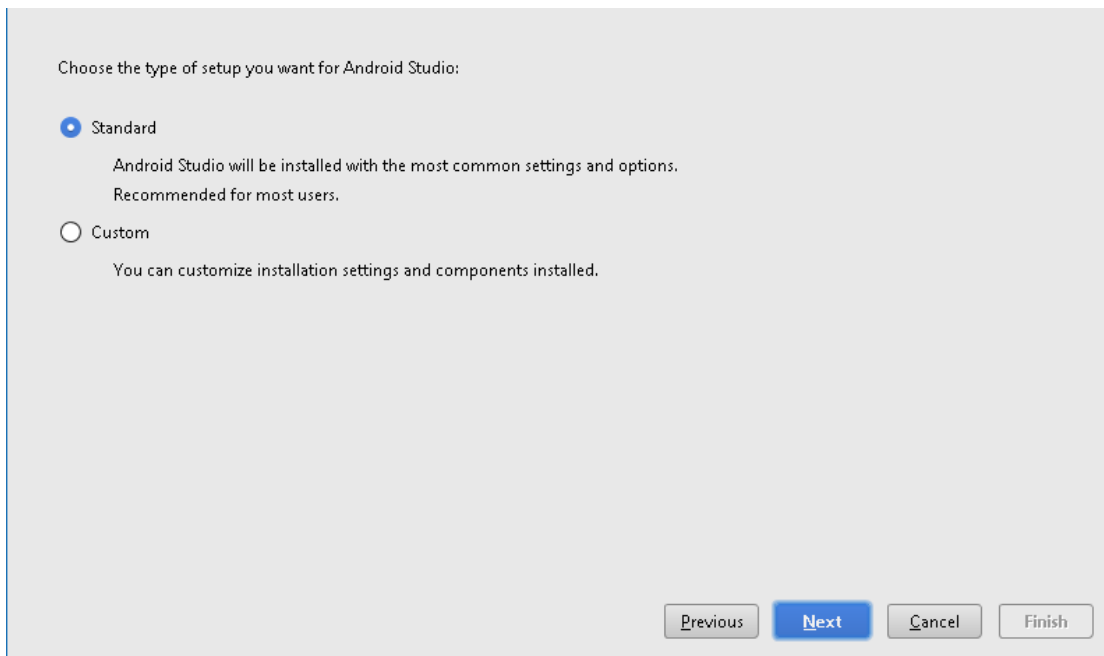 Choose the type of setup you want for Android Studio:
Standard
Android Studio will be installed with the most common settings and options.
Recommended for most users.
Custom
You can customize installation settings and components installed.
Previous Next Cancel Finish